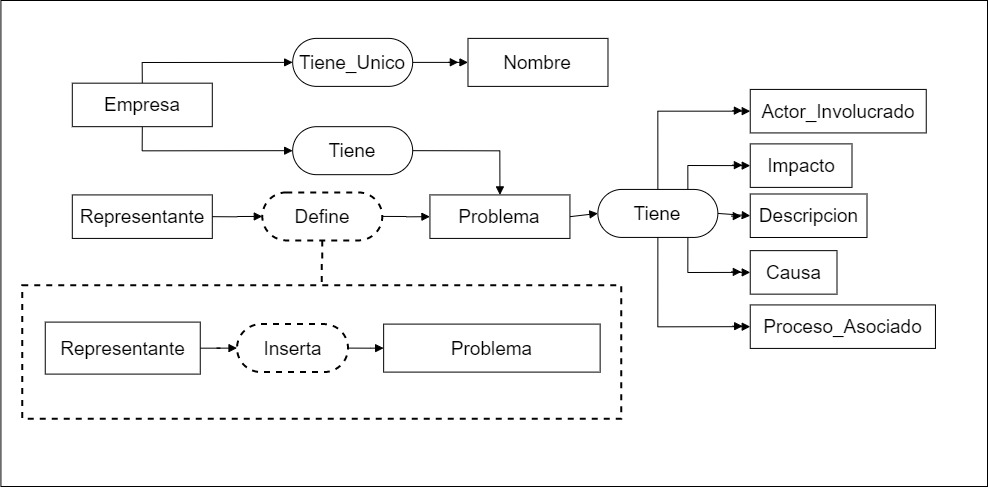 Tiene_Unico
Nombre
Empresa
Tiene
Actor_Involucrado
Impacto
Representante
Define
Problema
Tiene
Descripcion
Causa
Proceso_Asociado
Representante
Inserta
Problema